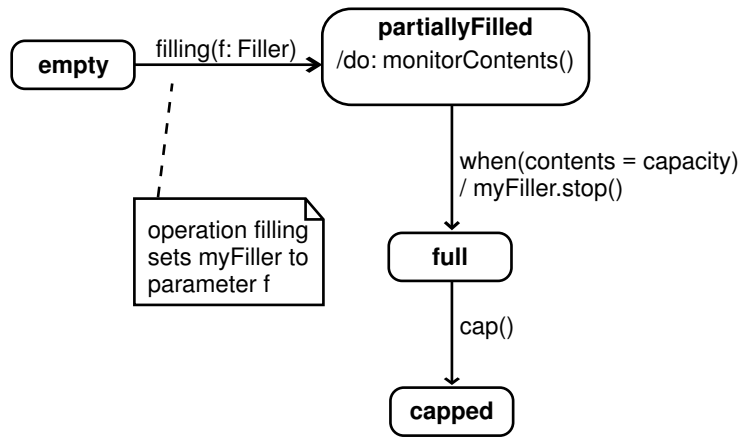 partiallyFilled
filling(f: Filler)
empty
/do: monitorContents()
when(contents = capacity)
/ myFiller.stop()
operation filling
sets myFiller to
parameter f
full
cap()
capped